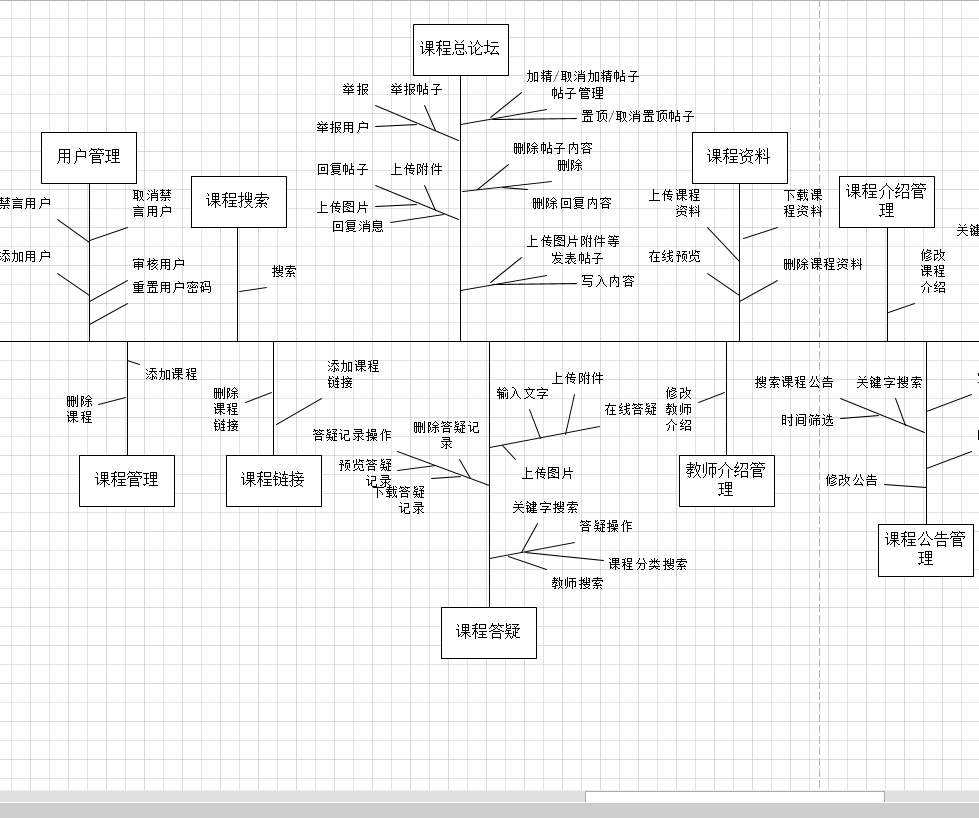 课程总论坛
举报
举报帖子
举报用户
加精/取消加精帖子
帖子管理
置顶/取消置顶帖子
回复帖子
上传附件
上传图片
回复消息
删除帖子内容
删除
删除回复内容
上传图片附件等
发表帖子
写入内容
用户管理
禁言用户
取消禁
言用户
添加用户
审核用户
重置用户密码
课程搜索
搜索
课程资料
上传课程
资料
下载课
程资料
在线预览
删除课程资料
课程介绍管
理
修改
课程
介绍
关键
添加课程
删除
课程
课程管理
添加课程
链接
删除
课程
链接
课程链接
答疑记录操作
删除答疑记
录
预览答疑
记录
下载答疑
记录
输入文字
上传附件
在线答疑
上传图片
关键字搜索
答疑操作
课程分类搜索
教师搜索
课程答疑
修改
教师
介绍
教师介绍管
理
搜索课程公告
关键字搜索
时间筛选
修改公告
课程公告管
理